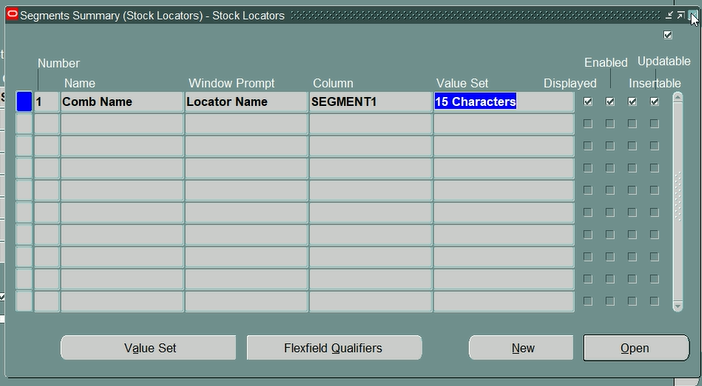 Segments Summary (Stock Locators) - Stock Locators
Number
Enabled
Updatable
Name
Window Prompt
Column
Value Set
Displayed
Insertable
1 Comb Name Locator Name SEGMENT1 15 Characters
Value Set
Flexfield Qualifiers
New
Open